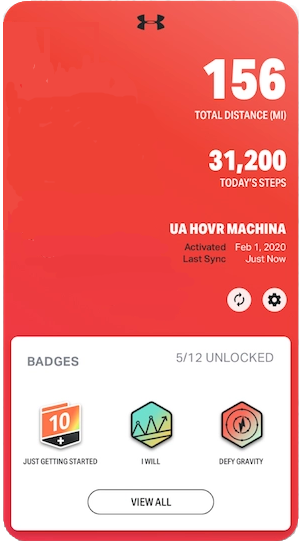 156
TOTAL DISTANCE (MI)
31,200
TODAY'S STEPS
UA HOVR MACHINA
Activated Feb 1, 2020
Last Sync Just Now
BADGES 5/12 UNLOCKED
10
JUST GETTING STARTED I WILL DEFY GRAVITY
VIEW ALL